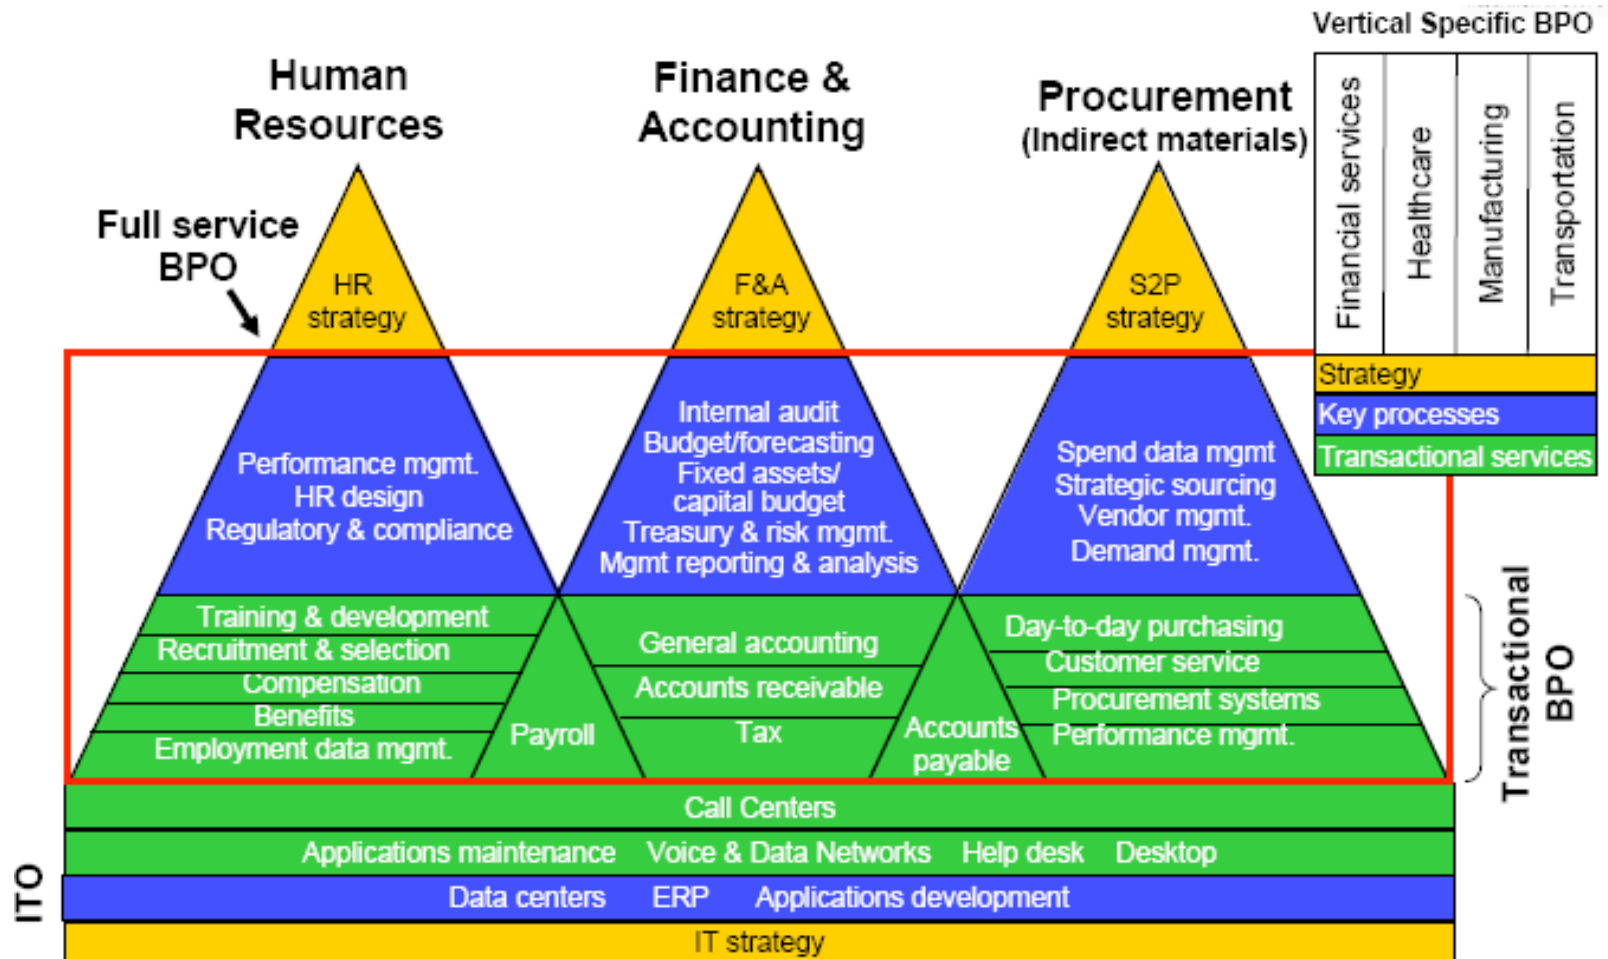 Vertical Specific BPO
Financial services
Healthcare
Manufacturing
Transportation
Strategy
Key processes
Transactional services
Human
Resources
Finance &
Accounting
Procurement
(Indirect materials)
Full service
BPO
HR
strategy
F&A
strategy
S2P
strategy
Performance mgmt.
HR design
Regulatory & compliance
Internal audit
Budget/forecasting
Fixed assets/
capital budget
Treasury & risk mgmt.
Mgmt reporting & analysis
Spend data mgmt
Strategic sourcing
Vendor mgmt.
Demand mgmt.
Training & development
Recruitment & selection
Compensation
Benefits
Employment data mgmt.
Payroll
General accounting
Accounts receivable
Tax
Accounts
payable
Day-to-day purchasing
Customer service
Procurement systems
Performance mgmt.
Transactional
BPO
Call Centers
Applications maintenance Voice & Data Networks Help desk Desktop
Data centers ERP Applications development
IT strategy
ITO